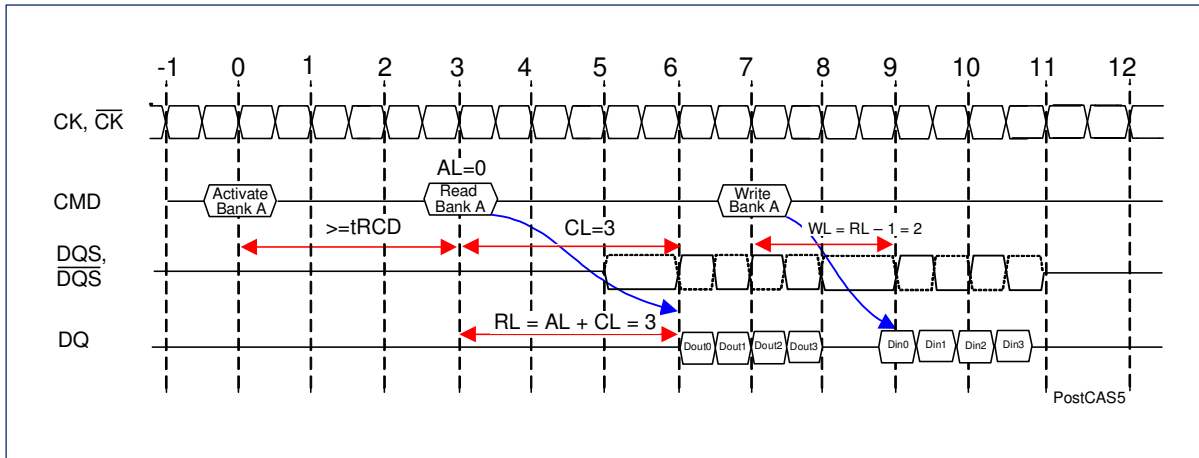 -1 0 1 2 3 4 5 6 7 8 9 10 11 12
CK, CK
AL=0
CMD
Activate
Bank A
Read
Bank A
Write
Bank A
>=tRCD
CL=3
WL = RL – 1 = 2
DQS,
DQS
RL = AL + CL = 3
DQ
Dout0 Dout1 Dout2 Dout3
Din0 Din1 Din2 Din3
PostCAS5